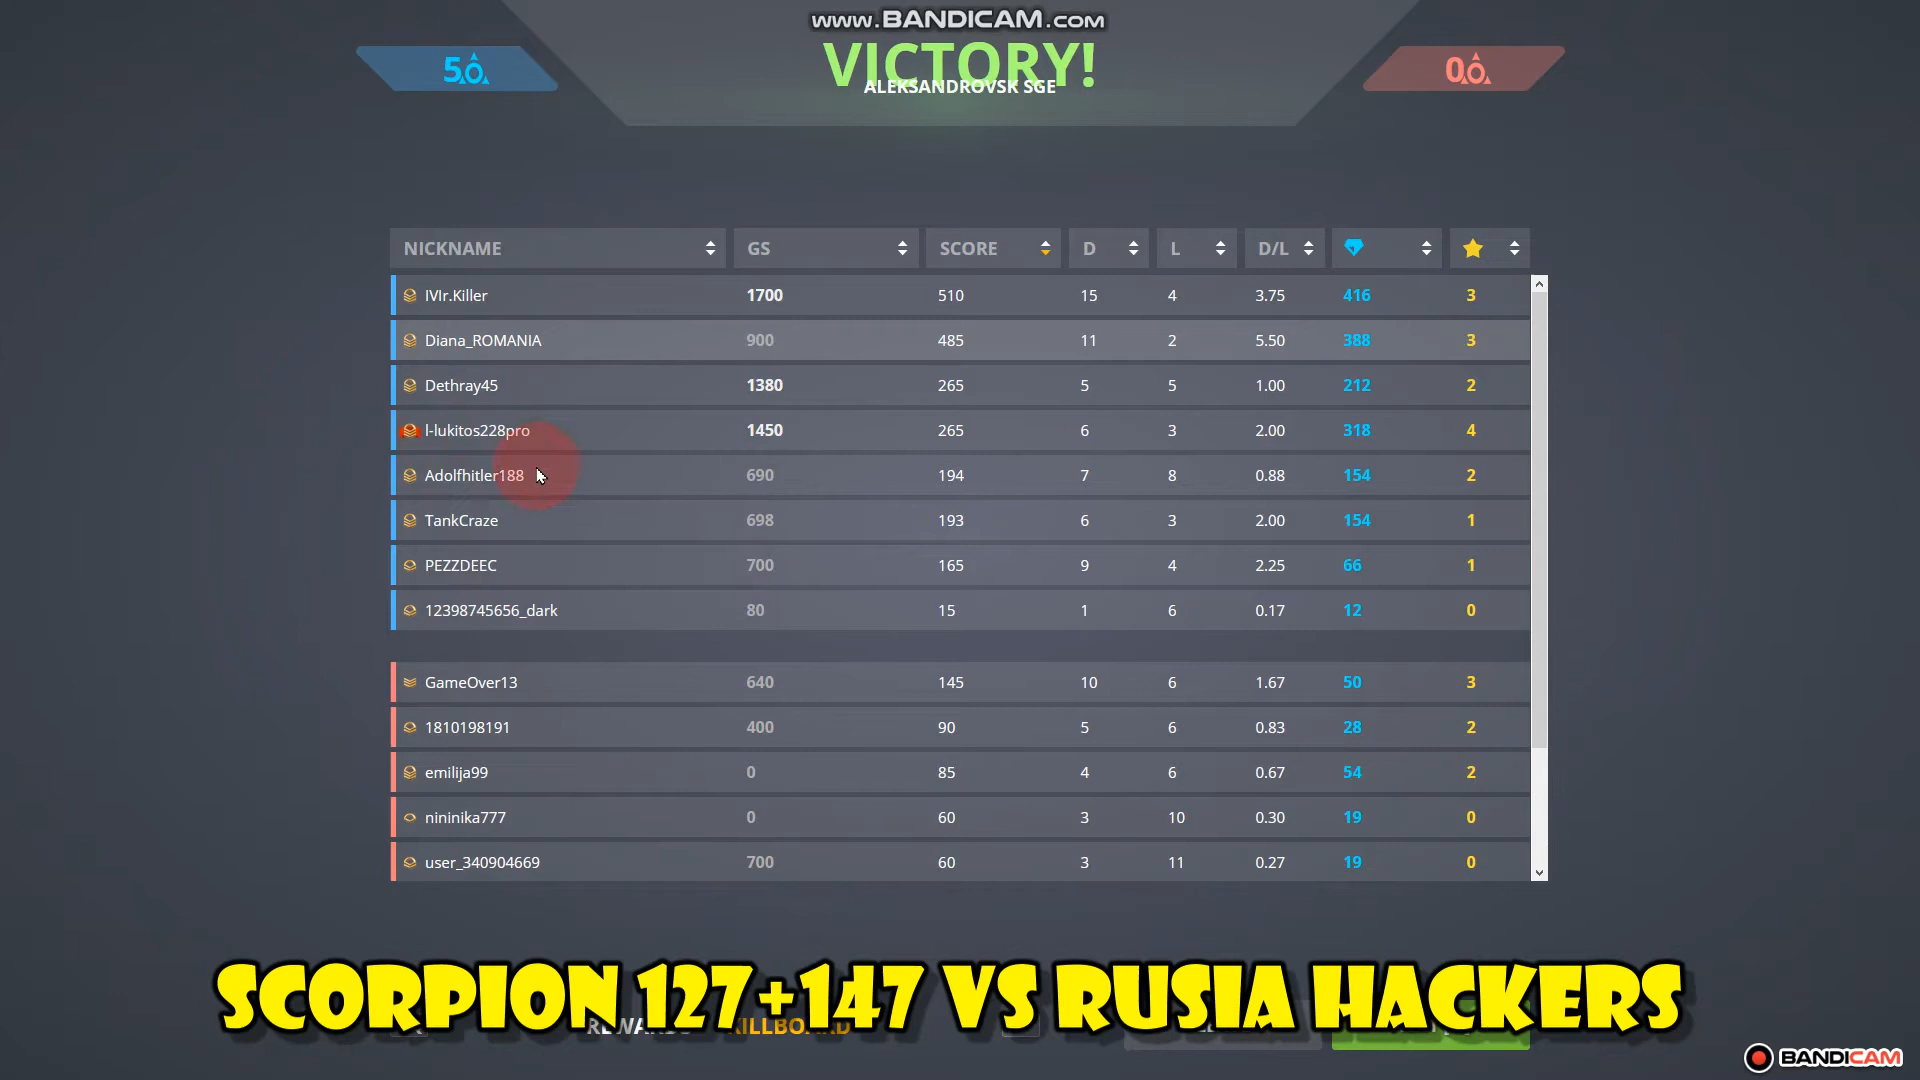 www.BANDICAM.com
VICTORY!
ALEKSANDROVSK SGE
5
0
NICKNAME GS SCORE D L D/L
IVIr.Killer 1700 510 15 4 3.75 416 3
Diana_ROMANIA 900 485 11 2 5.50 388 3
Dethray45 1380 265 5 5 1.00 212 2
l-lukitos228pro 1450 265 6 3 2.00 318 4
Adolfhitler188 690 194 7 8 0.88 154 2
TankCraze 698 193 6 3 2.00 154 1
PEZZDEEC 700 165 9 4 2.25 66 1
12398745656_dark 80 15 1 6 0.17 12 0
GameOver13 640 145 10 6 1.67 50 3
1810198191 400 90 5 6 0.83 28 2
emilija99 0 85 4 6 0.67 54 2
nininika777 0 60 3 10 0.30 19 0
user_340904669 700 60 3 11 0.27 19 0
SCORPION 127+147 VS RUSIA HACKERS
REWARDS KILLBOARD
BANDICAM